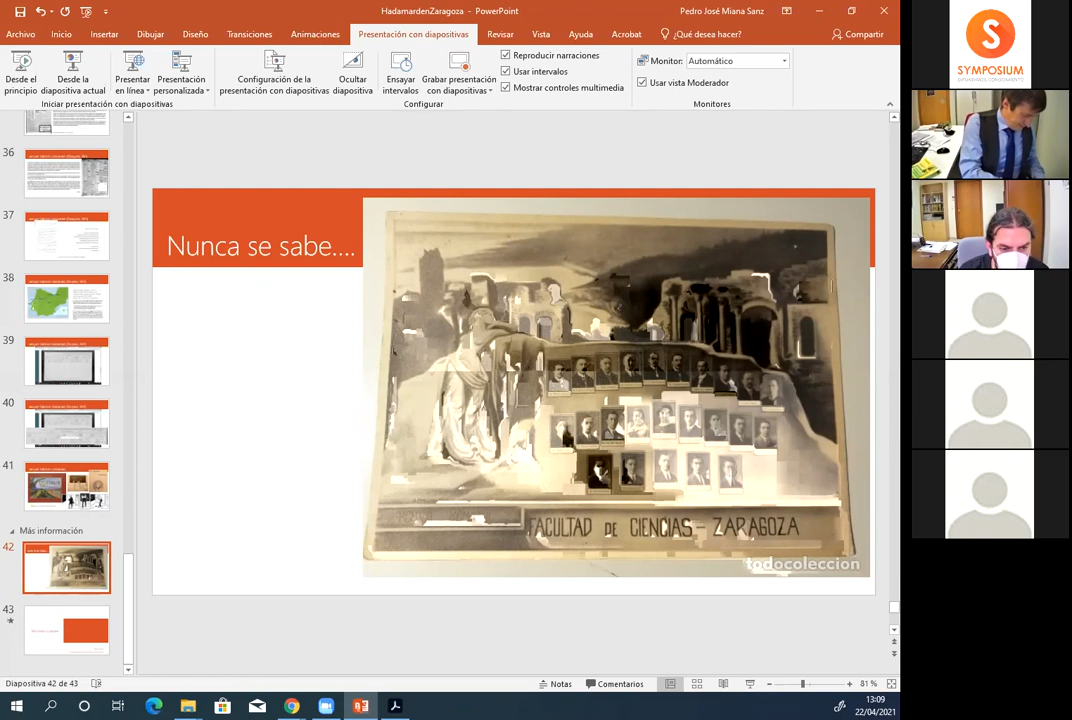 HadamardenZaragoza - PowerPoint
Pedro José Miana Sanz
Archivo Inicio Insertar Dibujar Diseño Transiciones Animaciones Presentación con diapositivas Revisar Vista Ayuda Acrobat ¿Qué desea hacer? Compartir
Desde el principio
Desde la diapositiva actual
Presentar en línea
Presentación personalizada
Iniciar presentación con diapositivas
Configuración de la presentación con diapositivas
Ocultar diapositiva
Ensayar intervalos
Grabar presentación con diapositivas
Reproducir narraciones
Usar intervalos
Mostrar controles multimedia
Configurar
Monitor: Automático
Usar vista Moderador
Monitores
36
37
38
39
40
41
Más información
42
43
Nunca se sabe....
FACULTAD DE CIENCIAS - ZARAGOZA
todocoleccion
Diapositiva 42 de 43
Notas Comentarios 81 %
13:09
22/04/2021
S
SYMPOSIUM